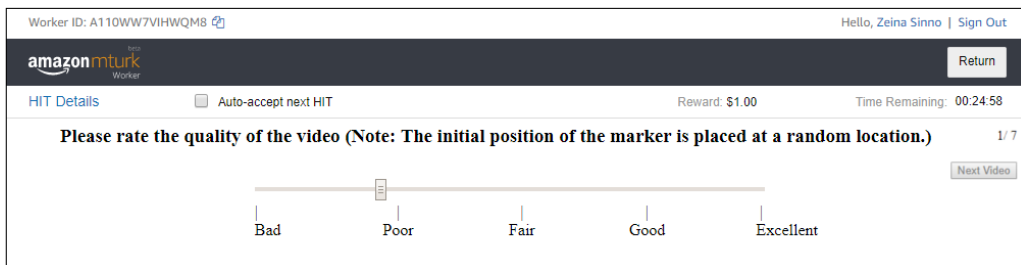 Worker ID: A110WW7VIHWQM8 Hello, Zeina Sinno | Sign Out
beta
amazonmturk
Worker
Return
HIT Details Auto-accept next HIT Reward: $1.00 Time Remaining: 00:24:58
Please rate the quality of the video (Note: The initial position of the marker is placed at a random location.) 1/ 7
Next Video
Bad Poor Fair Good Excellent